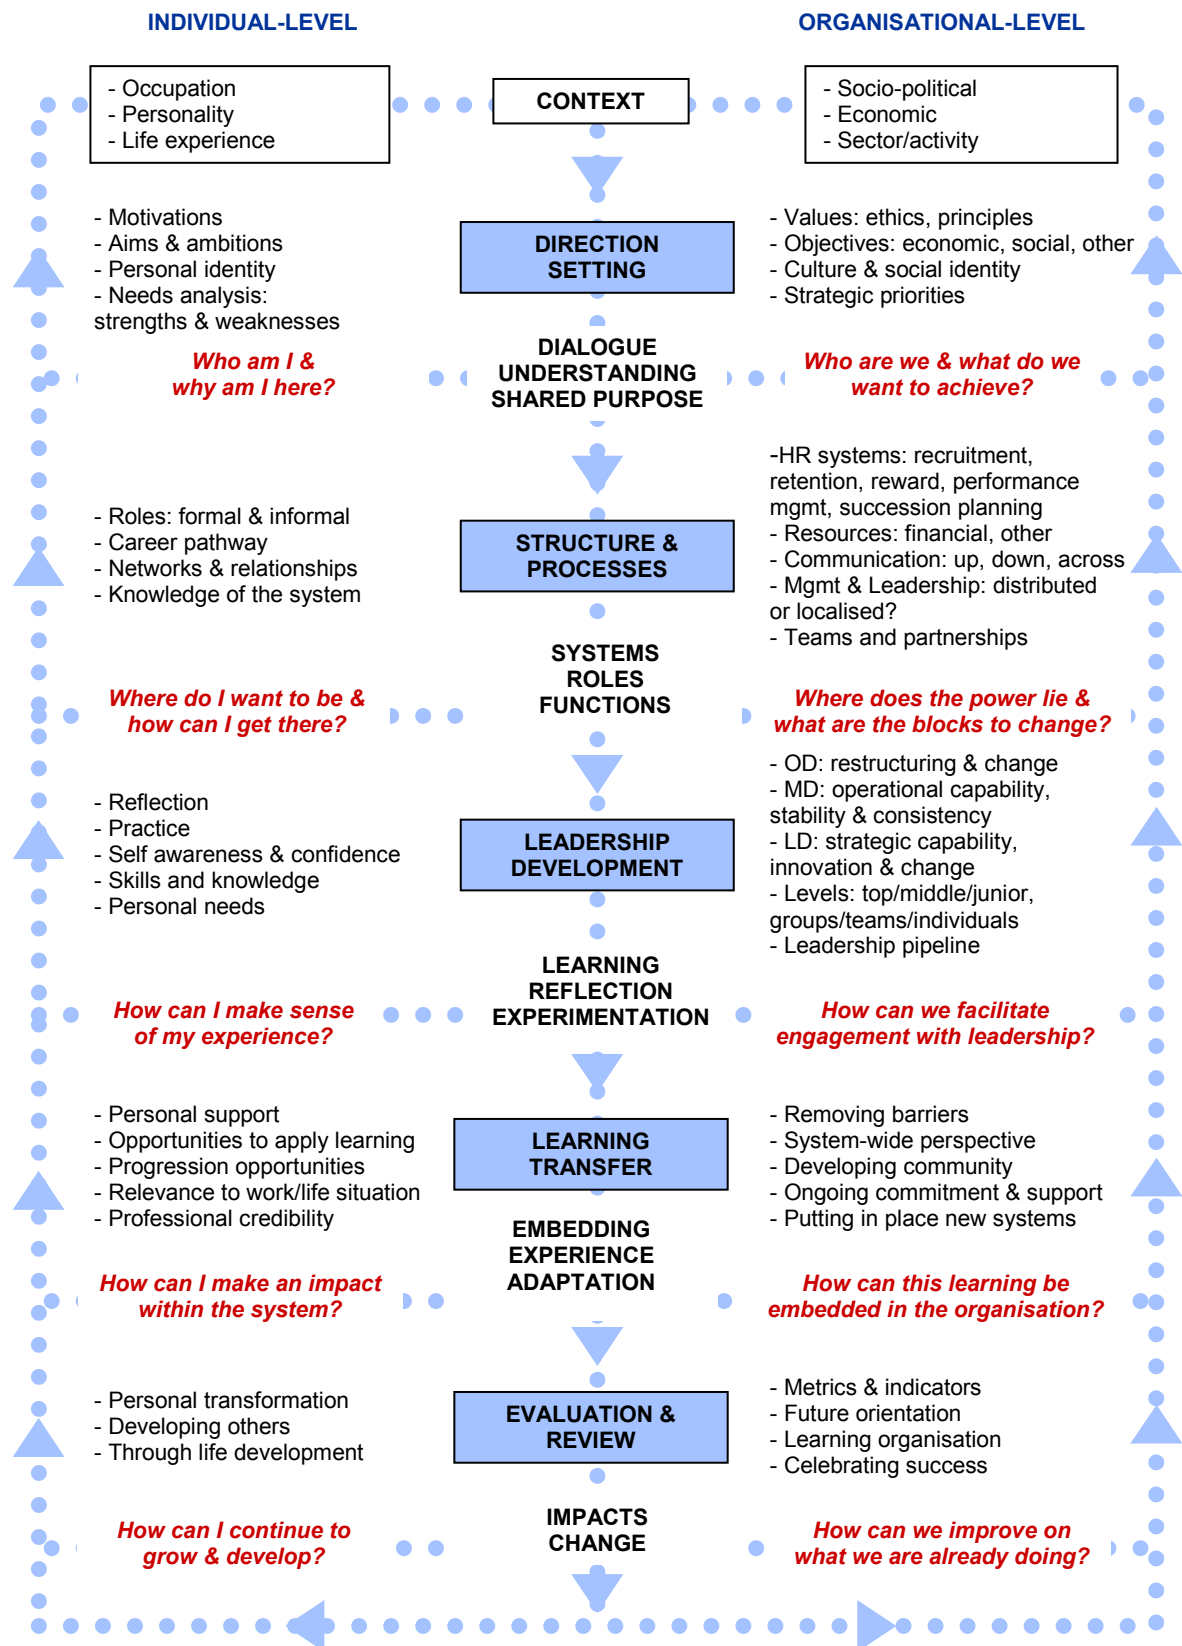 INDIVIDUAL-LEVEL
ORGANISATIONAL-LEVEL
- Occupation
- Personality
- Life experience
CONTEXT
- Socio-political
- Economic
- Sector/activity
- Motivations
- Aims & ambitions
- Personal identity
- Needs analysis:
strengths & weaknesses
DIRECTION
SETTING
- Values: ethics, principles
- Objectives: economic, social, other
- Culture & social identity
- Strategic priorities
Who am I &
why am I here?
DIALOGUE
UNDERSTANDING
SHARED PURPOSE
Who are we & what do we
want to achieve?
- Roles: formal & informal
- Career pathway
- Networks & relationships
- Knowledge of the system
STRUCTURE &
PROCESSES
-HR systems: recruitment,
retention, reward, performance
mgmt, succession planning
- Resources: financial, other
- Communication: up, down, across
- Mgmt & Leadership: distributed
or localised?
- Teams and partnerships
Where do I want to be &
how can I get there?
SYSTEMS
ROLES
FUNCTIONS
Where does the power lie &
what are the blocks to change?
- Reflection
- Practice
- Self awareness & confidence
- Skills and knowledge
- Personal needs
LEADERSHIP
DEVELOPMENT
- OD: restructuring & change
- MD: operational capability,
stability & consistency
- LD: strategic capability,
innovation & change
- Levels: top/middle/junior,
groups/teams/individuals
- Leadership pipeline
How can I make sense
of my experience?
LEARNING
REFLECTION
EXPERIMENTATION
How can we facilitate
engagement with leadership?
- Personal support
- Opportunities to apply learning
- Progression opportunities
- Relevance to work/life situation
- Professional credibility
LEARNING
TRANSFER
- Removing barriers
- System-wide perspective
- Developing community
- Ongoing commitment & support
- Putting in place new systems
How can I make an impact
within the system?
EMBEDDING
EXPERIENCE
ADAPTATION
How can this learning be
embedded in the organisation?
- Personal transformation
- Developing others
- Through life development
EVALUATION &
REVIEW
- Metrics & indicators
- Future orientation
- Learning organisation
- Celebrating success
How can I continue to
grow & develop?
IMPACTS
CHANGE
How can we improve on
what we are already doing?